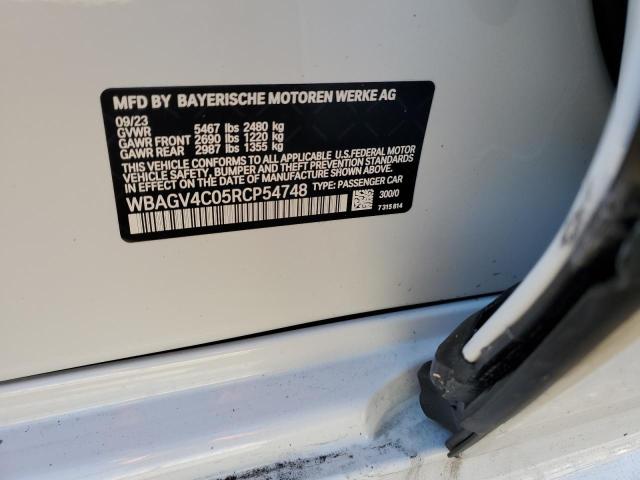 MFD BY BAYERISCHE MOTOREN WERKE AG
09/23
GVWR 5467 lbs 2480 kg
GAWR FRONT 2690 lbs 1220 kg
GAWR REAR 2987 lbs 1355 kg
THIS VEHICLE CONFORMS TO ALL APPLICABLE U.S.FEDERAL MOTOR
VEHICLE SAFETY, BUMPER AND THEFT PREVENTION STANDARDS
IN EFFECT ON THE DATE OF MANUFACTURE SHOWN ABOVE.
WBAGV4C05RCP54748 TYPE: PASSENGER CAR
300/0
7 315 814